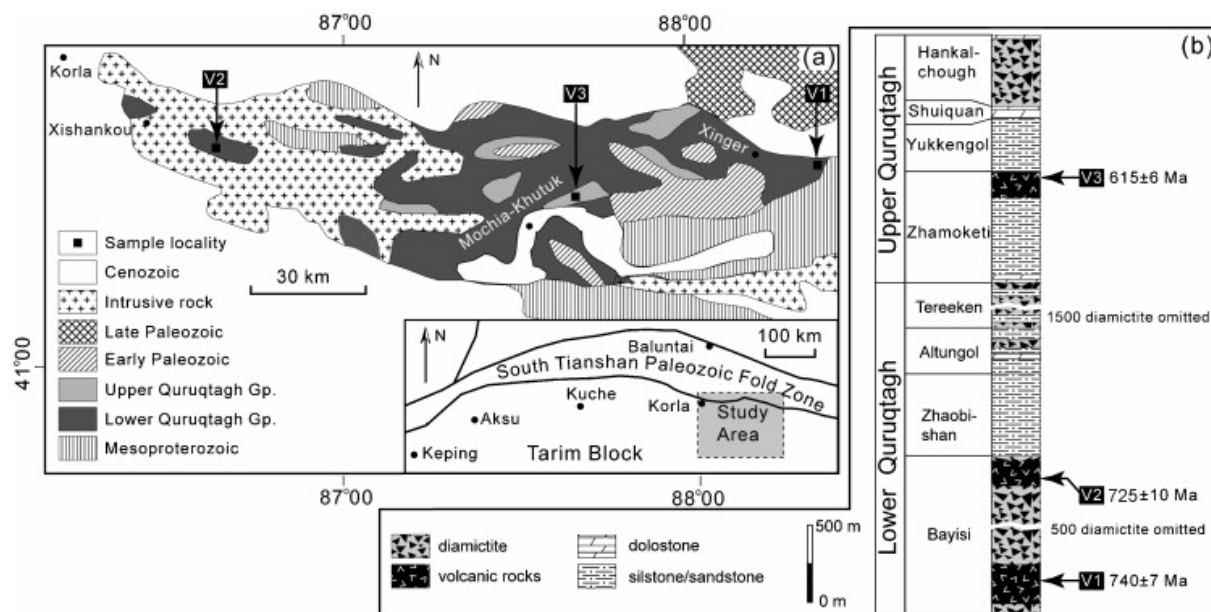 87°00'
88°00'
Korla
N
(a)
V2
V3
V1
Xishankou
Xinger
Mochia-Khutuk
Sample locality
Cenozoic
Intrusive rock
Late Paleozoic
Early Paleozoic
Upper Quruqtagh Gp.
Lower Quruqtagh Gp.
Mesoproterozoic
30 km
41°00'
N
100 km
Baluntai
South Tianshan Paleozoic Fold Zone
Kuche
Korla
Aksu
Study
Area
Keping
Tarim Block
87°00'
88°00'
diamictite
volcanic rocks
dolostone
silstone/sandstone
500 m
0 m
(b)
Upper Quruqtagh
Lower Quruqtagh
Hankal-
chough
Shuiquan
Yukkengol
Zhamoketi
Tereeken
Altungol
Zhaobi-
shan
Bayisi
V3 615±6 Ma
1500 diamictite omitted
V2 725±10 Ma
500 diamictite omitted
V1 740±7 Ma